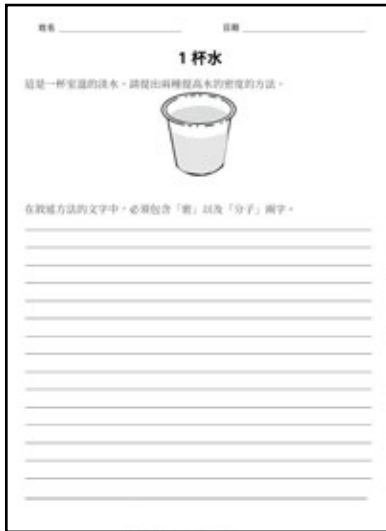 姓名 日期
1 杯水
這是一杯室溫的淡水。請提出兩種提高水的密度的方法。
在敘述方法的文字中，必須包含「密」以及「分子」兩字。